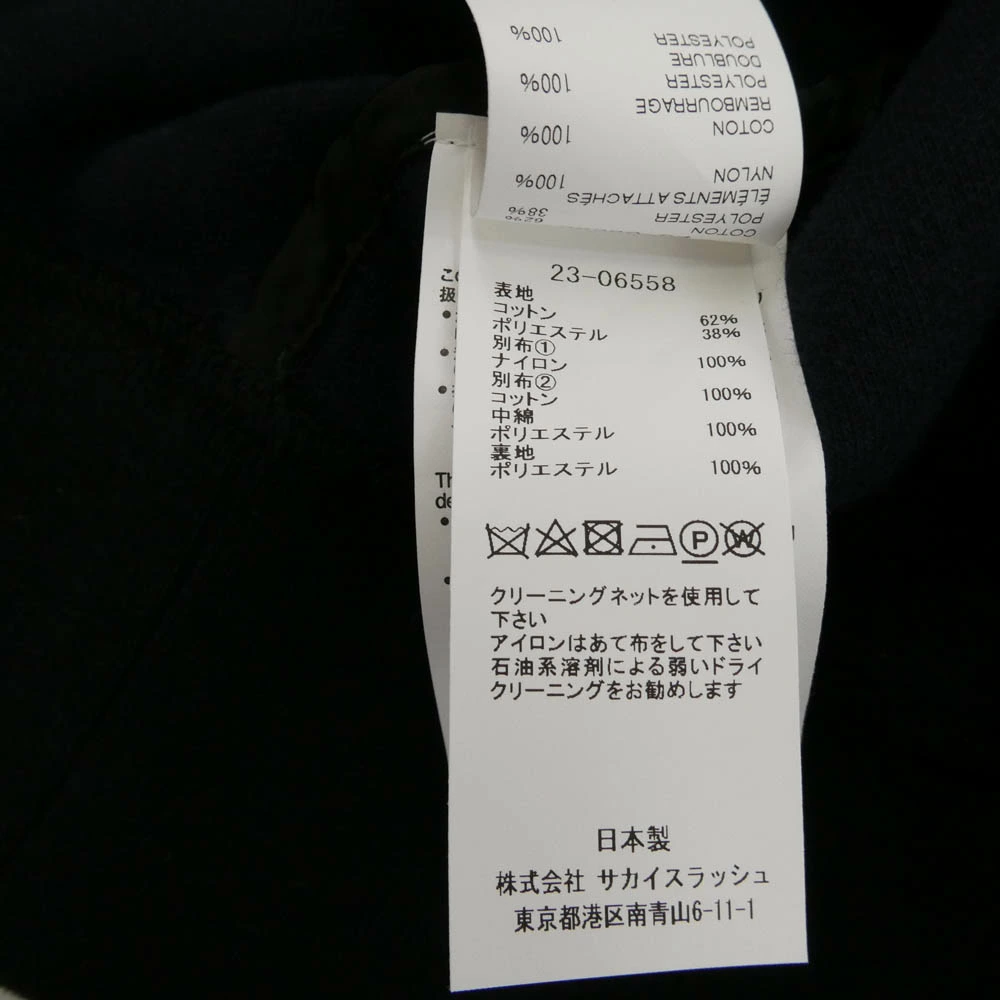 100%
POLYESTER
DOUBLURE
100%
POLYESTER
REMBOURRAGE
100%
COTON
100%
NYLON
ÉLÉMENTS ATTACHÉS
38%
POLYESTER
62%
COTON
23-06558
表地
コットン 62%
ポリエステル 38%
別布①
ナイロン 100%
別布②
コットン 100%
中綿
ポリエステル 100%
裏地
ポリエステル 100%
P W
クリーニングネットを使用して
下さい
アイロンはあて布をして下さい
石油系溶剤による弱いドライ
クリーニングをお勧めします
日本製
株式会社 サカイスラッシュ
東京都港区南青山6-11-1